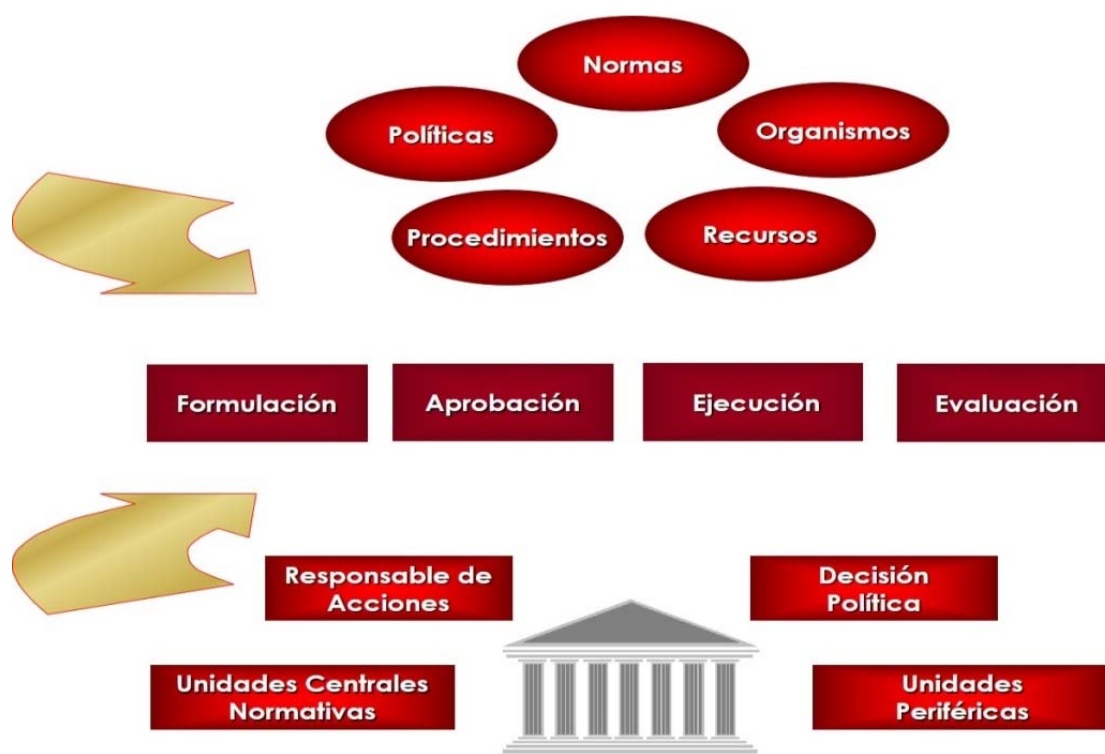 Normas
Políticas
Organismos
Procedimientos
Recursos
Formulación
Aprobación
Ejecución
Evaluación
Responsable de
Acciones
Decisión
Política
Unidades Centrales
Normativas
Unidades
Periféricas